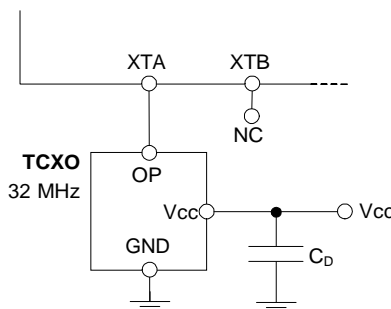 XTA
XTB
NC
TCXO
32 MHz
OP
Vcc
Vcc
GND
CD